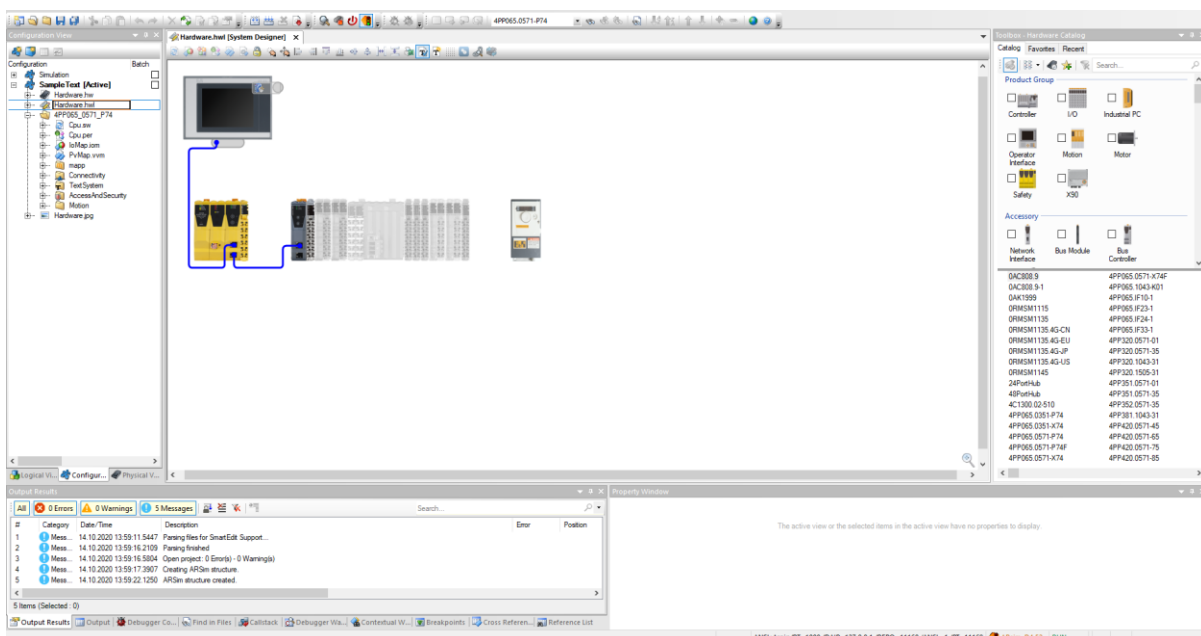 4PP065.0571-P74
Configuration View
Hardware.hwl [System Designer] X
Configuration Batch
Simulation
SampleText [Active]
Hardware.hw
Hardware.hwl
4PP065_0571_P74
Cpu.sw
Cpu.per
IoMap.iom
PvMap.vvm
mapp
Connectivity
TextSystem
AccessAndSecurity
Motion
Hardware.jpg
Logical Vi... Configur... Physical V...
Toolbox - Hardware Catalog
Catalog Favorites Recent
Search...
Product Group
Controller I/O Industrial PC
Operator Interface Motion Motor
Safety X90
Accessory
Network Interface Bus Module Bus Controller
0AC808.9 4PP065.0571-X74F
0AC808.9-1 4PP065.1043-K01
0AK1999 4PP065.IF10-1
0RMSM1115 4PP065.IF23-1
0RMSM1135 4PP065.IF24-1
0RMSM1135.4G-CN 4PP065.IF33-1
0RMSM1135.4G-EU 4PP320.0571-01
0RMSM1135.4G-JP 4PP320.0571-35
0RMSM1135.4G-US 4PP320.1043-31
0RMSM1145 4PP320.1505-31
24PortHub 4PP351.0571-01
48PortHub 4PP351.0571-35
4C1300.02-510 4PP352.0571-35
4PP065.0351-P74 4PP381.1043-31
4PP065.0351-X74 4PP420.0571-45
4PP065.0571-P74 4PP420.0571-65
4PP065.0571-P74F 4PP420.0571-75
4PP065.0571-X74 4PP420.0571-85
Output Results
All 0 Errors 0 Warnings 5 Messages Search...
# Category Date/Time Description Error Position
1 Mess... 14.10.2020 13:59:11.5447 Parsing files for SmartEdit Support...
2 Mess... 14.10.2020 13:59:16.2109 Parsing finished
3 Mess... 14.10.2020 13:59:16.5804 Open project : 0 Error(s) - 0 Warning(s)
4 Mess... 14.10.2020 13:59:17.3907 Creating ARSim structure.
5 Mess... 14.10.2020 13:59:22.1250 ARSim structure created.
5 Items (Selected : 0)
Output Results Output Debugger Co... Find in Files Callstack Debugger Wa... Contextual W... Breakpoints Cross Referen... Reference List
Property Window
The active view or the selected items in the active view have no properties to display.